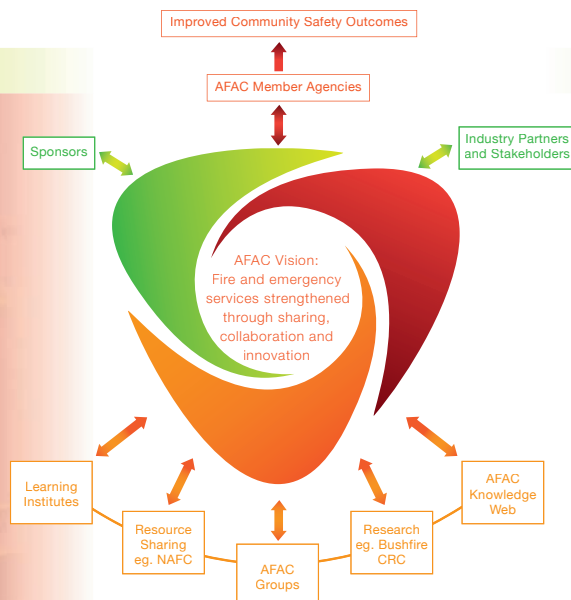 Improved Community Safety Outcomes
AFAC Member Agencies
Sponsors
Industry Partners
and Stakeholders
AFAC Vision:
Fire and emergency
services strengthened
through sharing,
collaboration and
innovation
Learning
Institutes
Resource
Sharing
eg. NAFC
AFAC
Groups
Research
eg. Bushfire
CRC
AFAC
Knowledge
Web